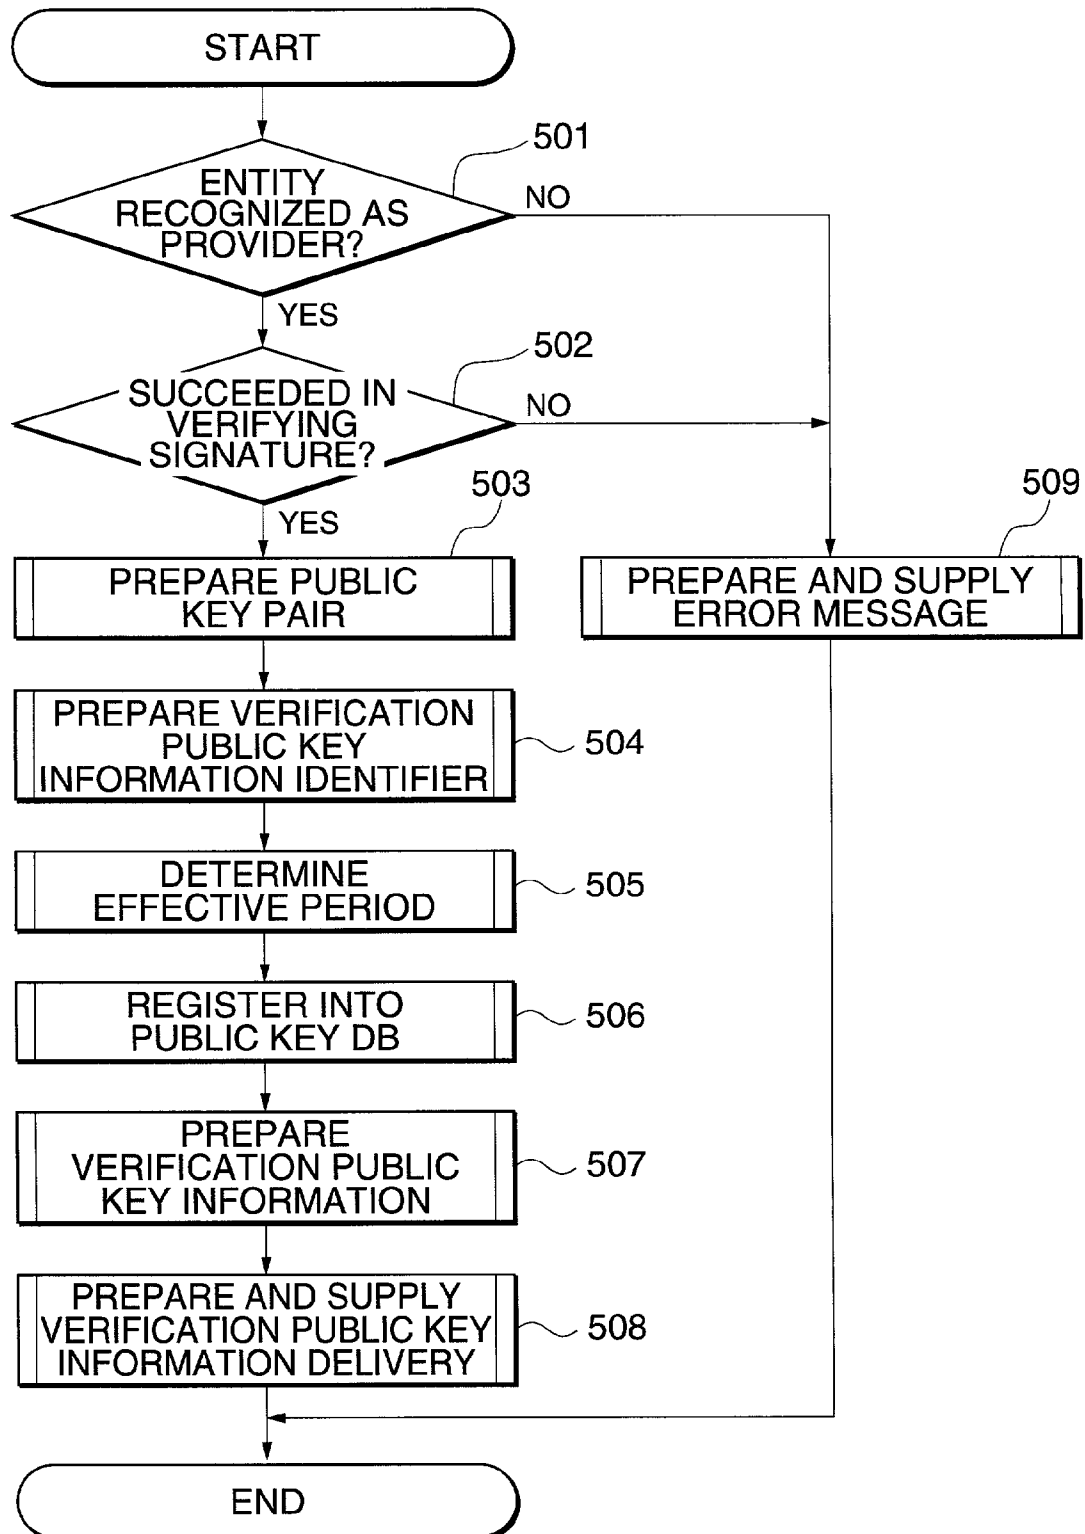 START
501
ENTITY
RECOGNIZED AS
PROVIDER?
NO
YES
502
SUCCEEDED IN
VERIFYING
SIGNATURE?
NO
YES
503
PREPARE PUBLIC
KEY PAIR
509
PREPARE AND SUPPLY
ERROR MESSAGE
PREPARE VERIFICATION
PUBLIC KEY
INFORMATION IDENTIFIER
504
DETERMINE
EFFECTIVE PERIOD
505
REGISTER INTO
PUBLIC KEY DB
506
PREPARE
VERIFICATION PUBLIC
KEY INFORMATION
507
PREPARE AND SUPPLY
VERIFICATION PUBLIC KEY
INFORMATION DELIVERY
508
END